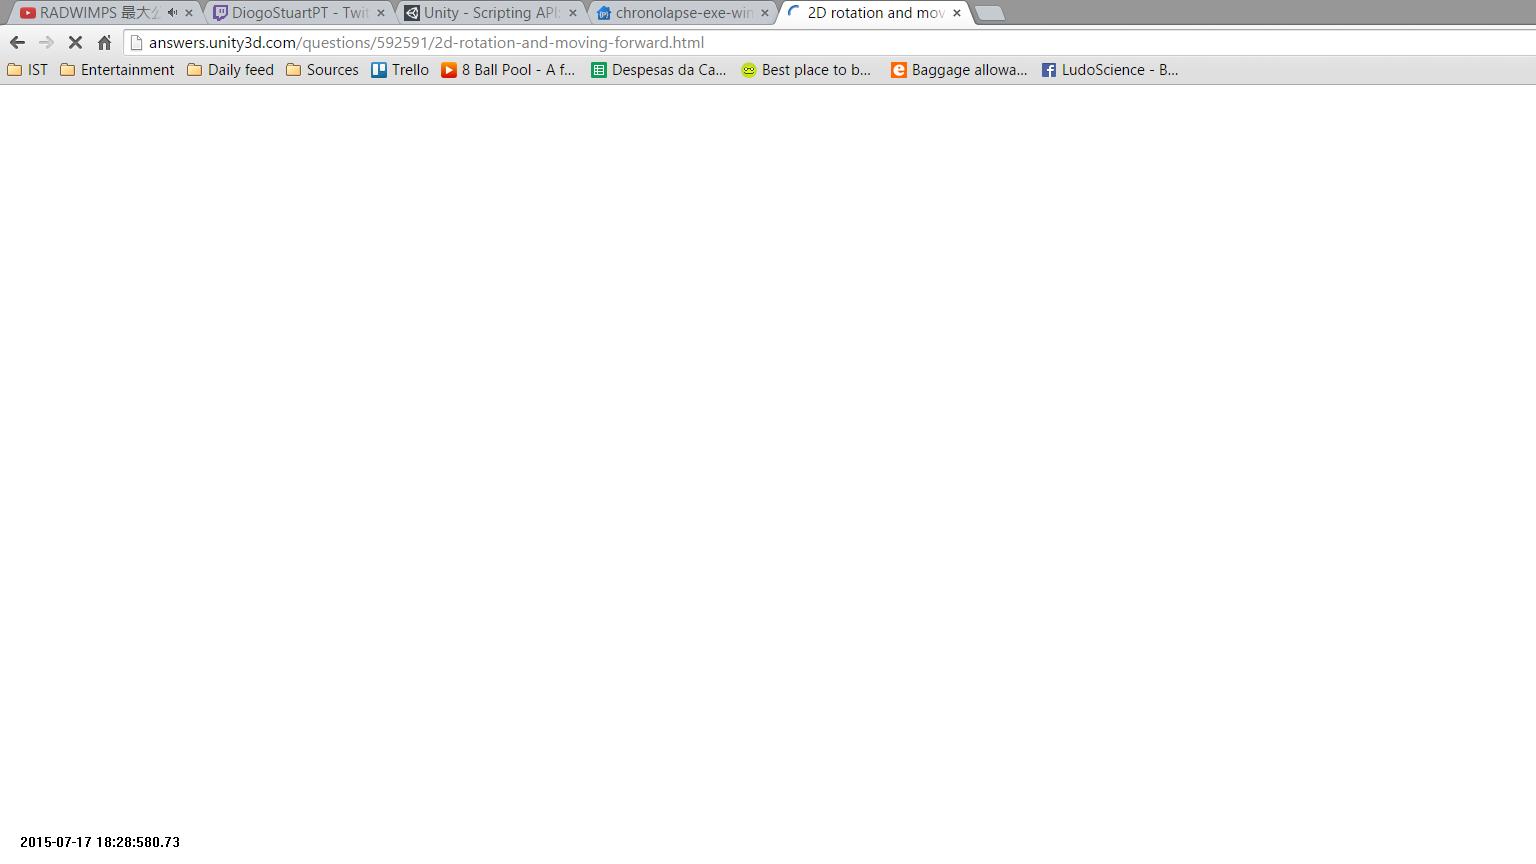 RADWIMPS 最大
DiogoStuartPT - Twit
Unity - Scripting API:
chronolapse-exe-win
2D rotation and mov
answers.unity3d.com/questions/592591/2d-rotation-and-moving-forward.html
IST Entertainment Daily feed Sources Trello 8 Ball Pool - A f... Despesas da Ca... Best place to b... Baggage allowa... LudoScience - B...
2015-07-17 18:28:580.73